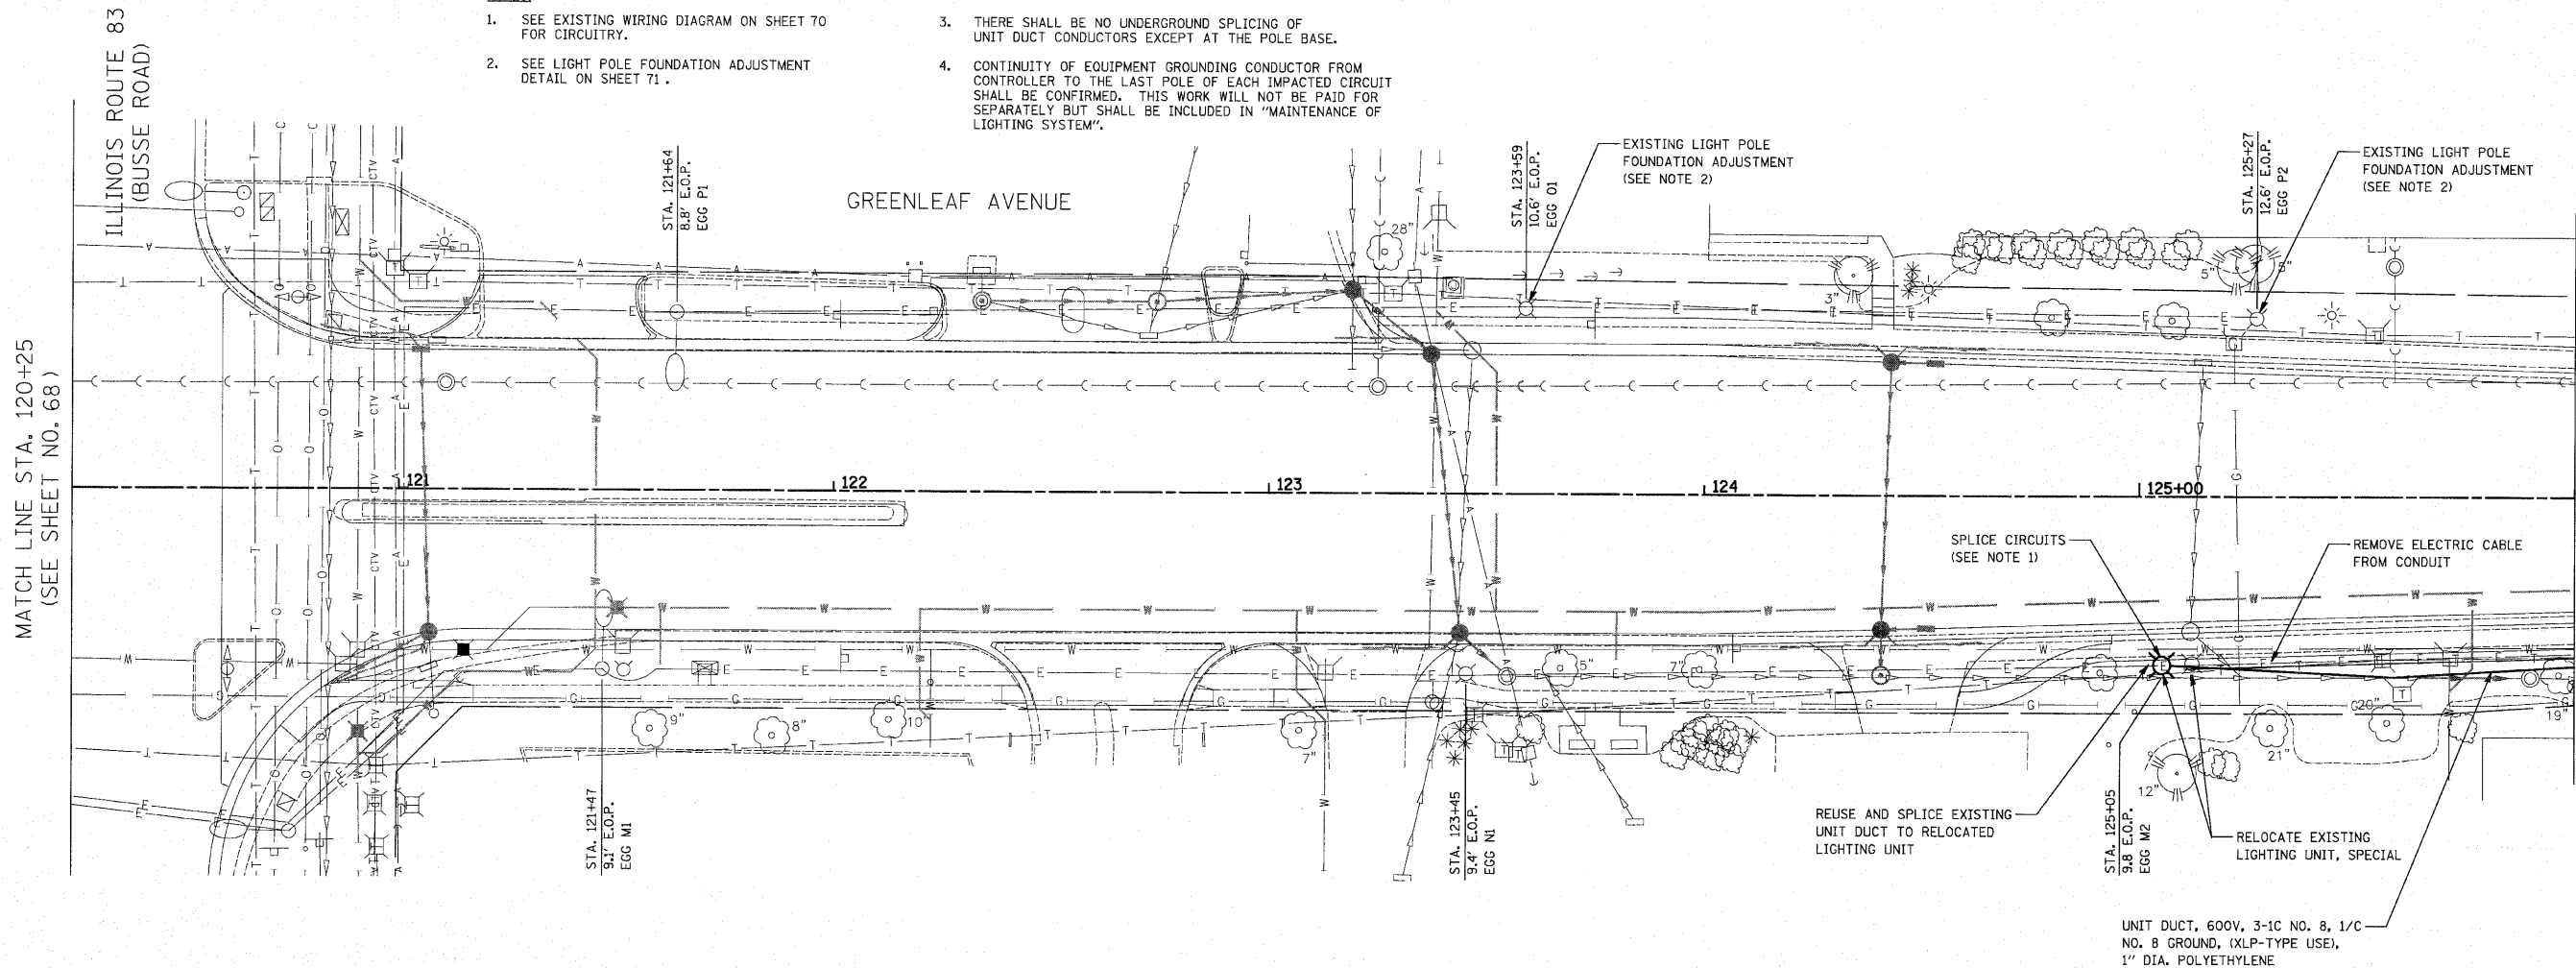 1. SEE EXISTING WIRING DIAGRAM ON SHEET 70
FOR CIRCUITRY.
2. SEE LIGHT POLE FOUNDATION ADJUSTMENT
DETAIL ON SHEET 71.
3. THERE SHALL BE NO UNDERGROUND SPLICING OF
UNIT DUCT CONDUCTORS EXCEPT AT THE POLE BASE.
4. CONTINUITY OF EQUIPMENT GROUNDING CONDUCTOR FROM
CONTROLLER TO THE LAST POLE OF EACH IMPACTED CIRCUIT
SHALL BE CONFIRMED. THIS WORK WILL NOT BE PAID FOR
SEPARATELY BUT SHALL BE INCLUDED IN "MAINTENANCE OF
LIGHTING SYSTEM".
ILLINOIS ROUTE 83
(BUSSE ROAD)
MATCH LINE STA. 120+25
(SEE SHEET NO. 68 )
GREENLEAF AVENUE
STA. 121+64
8.8' E.O.P.
EGG P1
STA. 123+59
10.6' E.O.P.
EGG O1
EXISTING LIGHT POLE
FOUNDATION ADJUSTMENT
(SEE NOTE 2)
STA. 125+27
12.6' E.O.P.
EGG P2
EXISTING LIGHT POLE
FOUNDATION ADJUSTMENT
(SEE NOTE 2)
28"
3"
5"
5"
121
122
123
124
125+00
SPLICE CIRCUITS
(SEE NOTE 1)
REMOVE ELECTRIC CABLE
FROM CONDUIT
9"
8"
10"
7"
5"
7"
20"
19"
21"
12"
STA. 121+47
9.1' E.O.P.
EGG M1
STA. 123+45
9.4' E.O.P.
EGG N1
REUSE AND SPLICE EXISTING
UNIT DUCT TO RELOCATED
LIGHTING UNIT
STA. 125+05
9.8 E.O.P.
EGG M2
RELOCATE EXISTING
LIGHTING UNIT, SPECIAL
UNIT DUCT, 600V, 3-1C NO. 8, 1/C
NO. 8 GROUND, (XLP-TYPE USE),
1" DIA. POLYETHYLENE